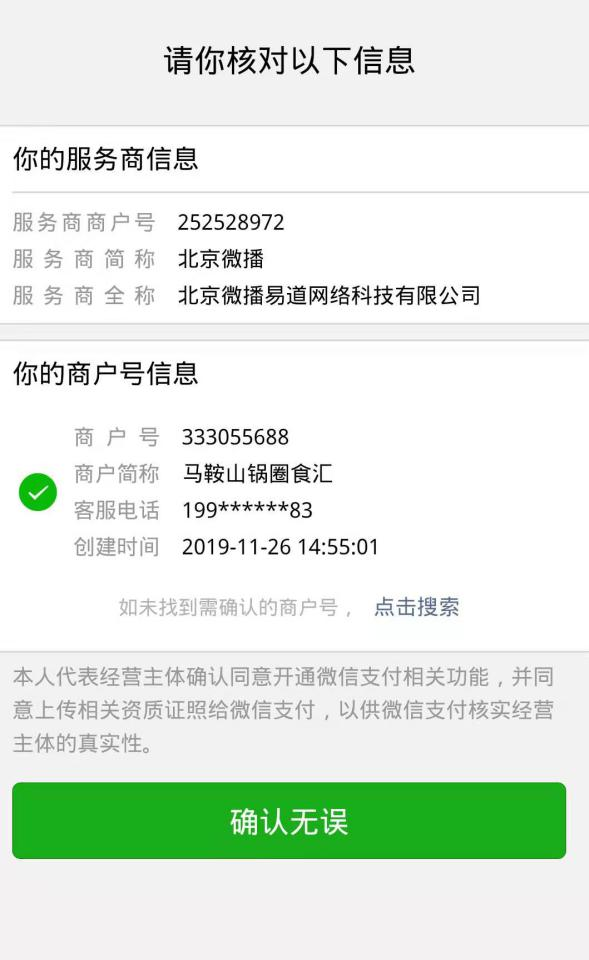 请你核对以下信息
你的服务商信息
服务商商户号 252528972
服务商简称 北京微播
服务商全称 北京微播易道网络科技有限公司
你的商户号信息
商户号 333055688
商户简称 马鞍山锅圈食汇
客服电话 199******83
创建时间 2019-11-26 14:55:01
如未找到需确认的商户号， 点击搜索
本人代表经营主体确认同意开通微信支付相关功能，并同
意上传相关资质证照给微信支付，以供微信支付核实经营
主体的真实性。
确认无误